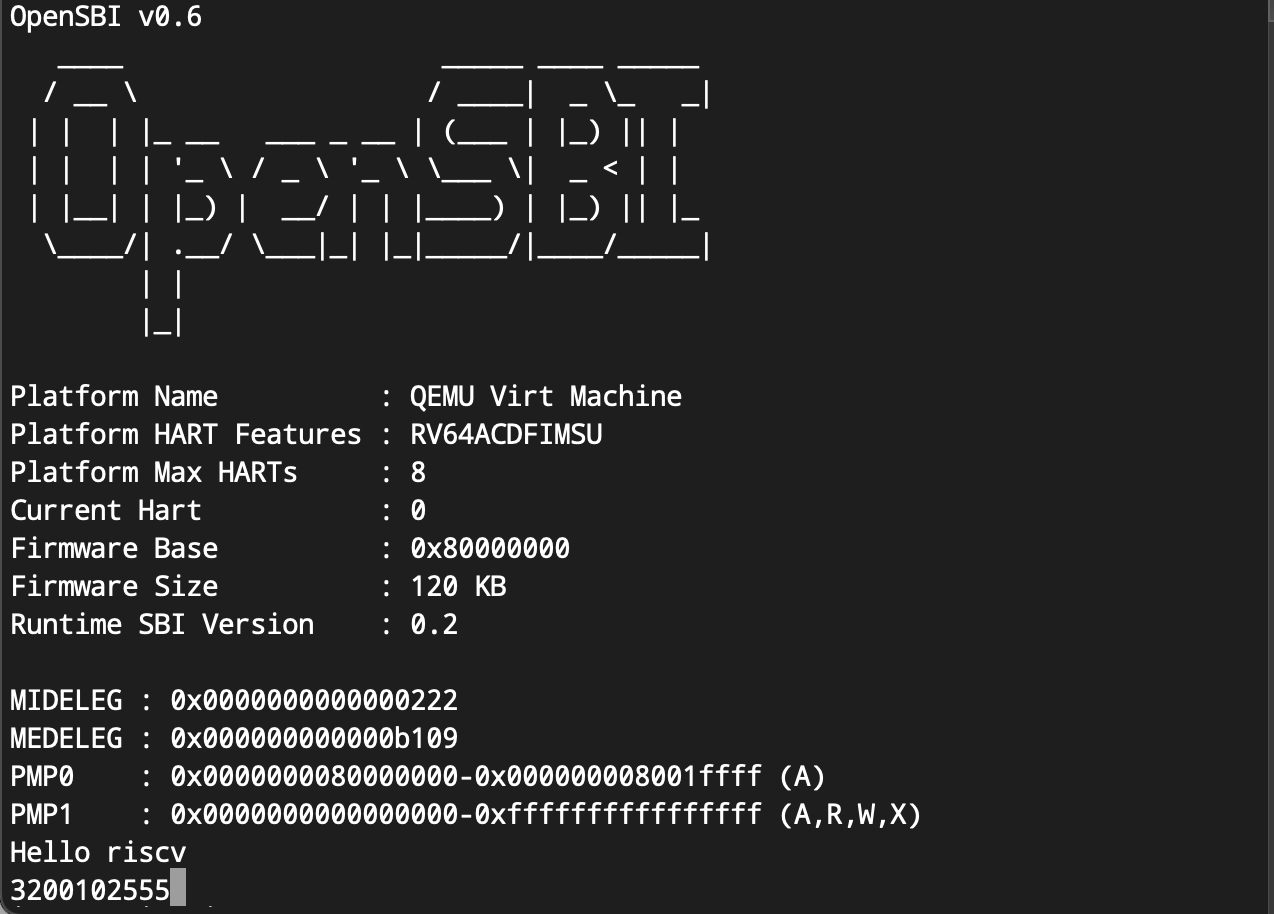 OpenSBI v0.6
   ____                    _____ ____ _____
  / __ \                  / ____|  _ \_   _|
 | |  | |_ __   ___ _ __ | (___ | |_) || |
 | |  | | '_ \ / _ \ '_ \ \___ \|  _ < | |
 | |__| | |_) |  __/ | | |____) | |_) || |_
  \____/| .__/ \___|_| |_|_____/|____/_____|
        | |
        |_|
Platform Name          : QEMU Virt Machine
Platform HART Features : RV64ACDFIMSU
Platform Max HARTs     : 8
Current Hart           : 0
Firmware Base          : 0x80000000
Firmware Size          : 120 KB
Runtime SBI Version    : 0.2
MIDELEG : 0x0000000000000222
MEDELEG : 0x000000000000b109
PMP0    : 0x0000000080000000-0x000000008001ffff (A)
PMP1    : 0x0000000000000000-0xffffffffffffffff (A,R,W,X)
Hello riscv
3200102555